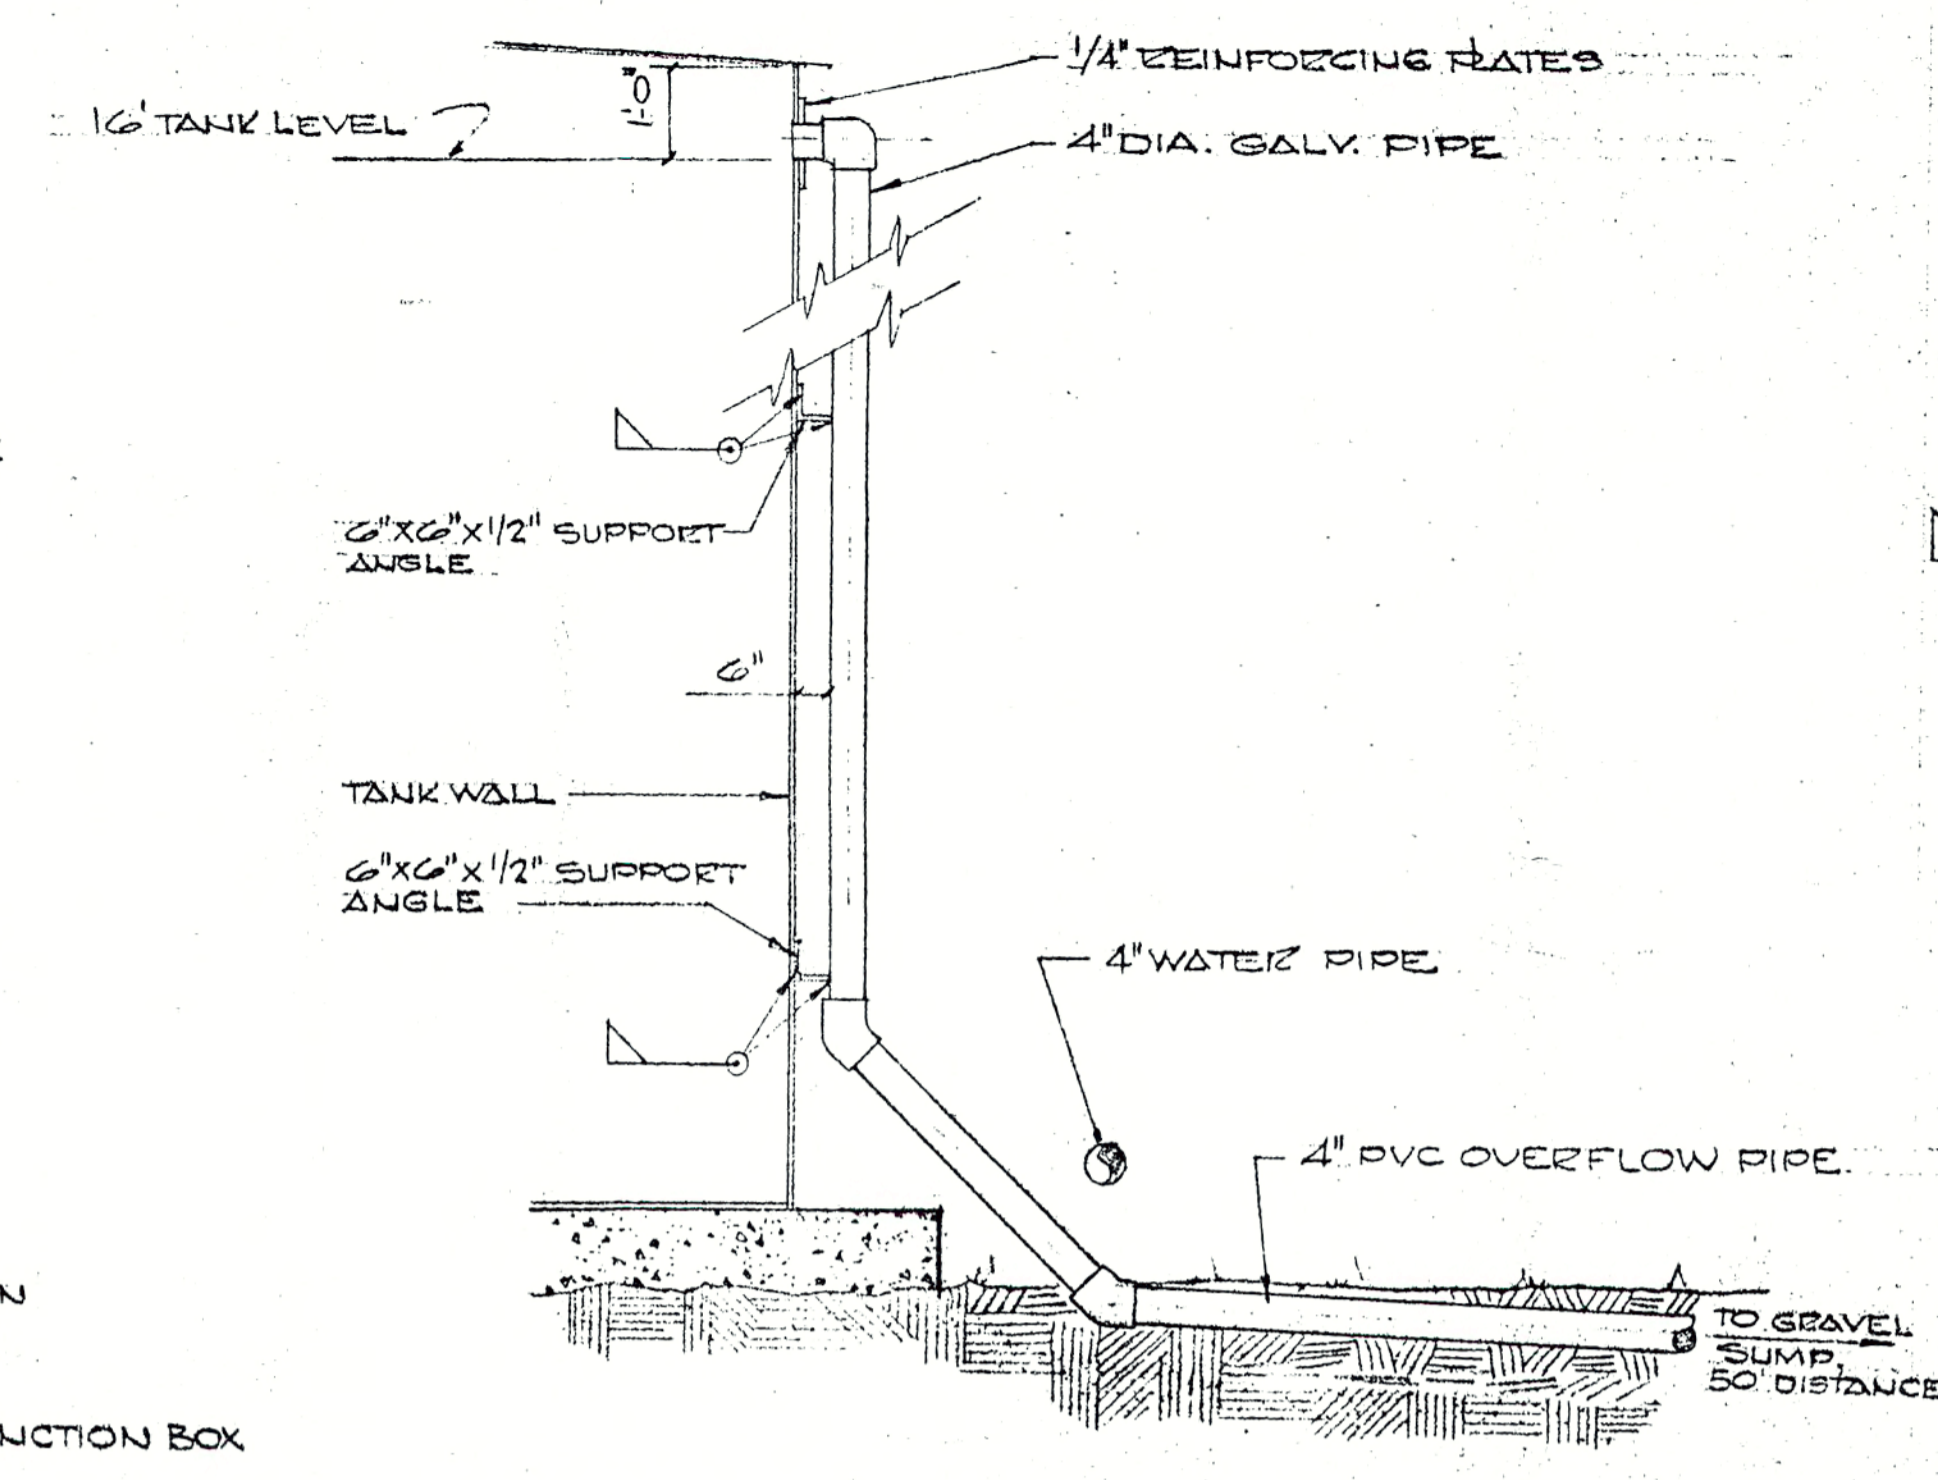 1/4" REINFORCING PLATES
1'-0"
16' TANK LEVEL
4" DIA. GALV. PIPE
6"X6"X1/2" SUPPORT
ANGLE
6"
TANK WALL
6"X6"X1/2" SUPPORT
ANGLE
4" WATER PIPE
4" PVC OVERFLOW PIPE.
TO GRAVEL
SUMP,
50' DISTANCE
N
NCTION BOX